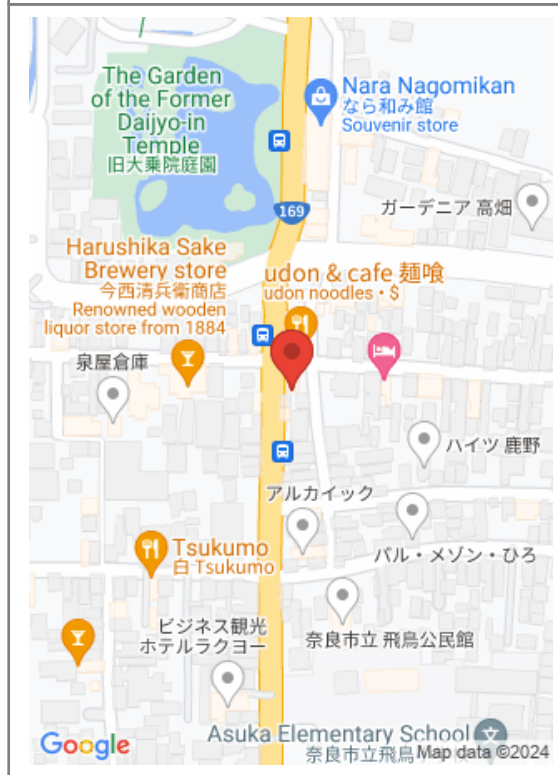 The Garden
of the Former
Daijyo-in
Temple
旧大乗院庭園
Nara Nagomikan
なら和み館
Souvenir store
169
ガーデニア 高畑
Harushika Sake
Brewery store
今西清兵衛商店
Renowned wooden
liquor store from 1884
udon & cafe 麺喰
udon noodles • $
泉屋倉庫
ハイツ 鹿野
アルカイック
パル・メゾン・ひろ
Tsukumo
白 Tsukumo
ビジネス観光
ホテルラクヨー
奈良市立 飛鳥公民館
Asuka Elementary School
奈良市立飛鳥
Google
Map data ©2024